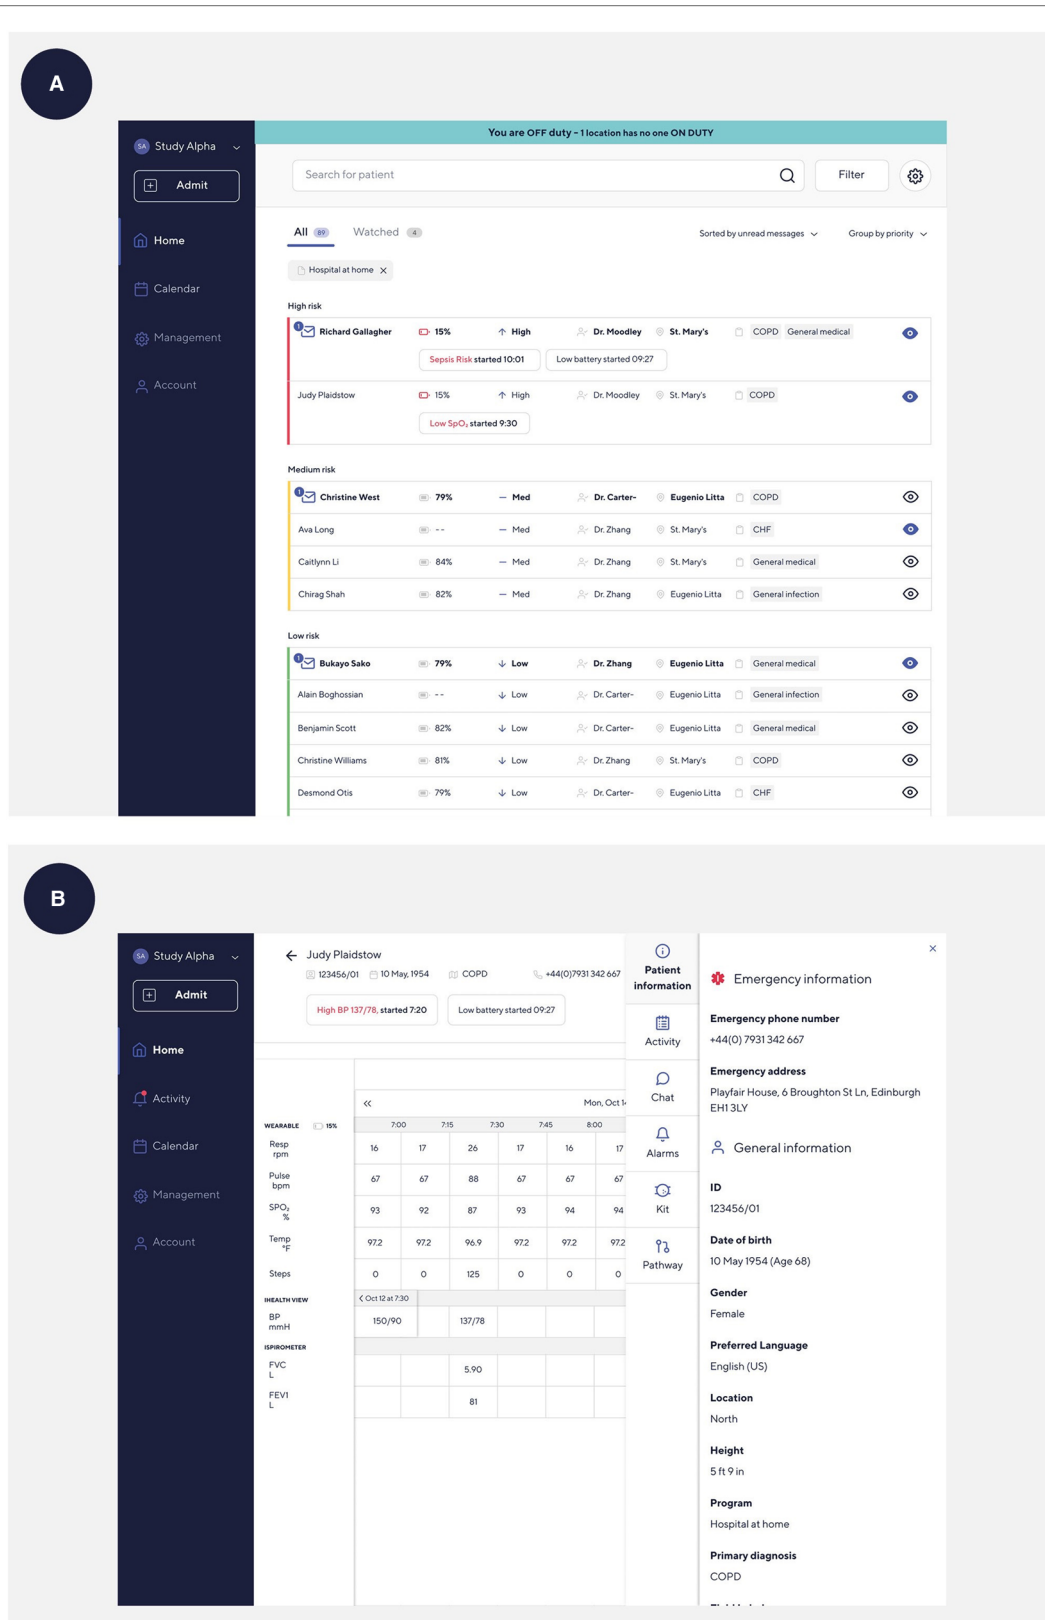 A
You are OFF duty - 1 location has no one ON DUTY
SA Study Alpha
Admit
Home
Calendar
Management
Account
Search for patient
Filter
All 89 Watched 4
Sorted by unread messages Group by priority
Hospital at home
High risk
1 Richard Gallagher 15% High Dr. Moodley St. Mary's COPD General medical
Sepsis Risk started 10:01 Low battery started 09:27
Judy Plaidstow 15% High Dr. Moodley St. Mary's COPD
Low SpO₂ started 9:30
Medium risk
1 Christine West 79% Med Dr. Carter- Eugenio Litta COPD
Ava Long -- Med Dr. Zhang St. Mary's CHF
Caitlynn Li 84% Med Dr. Zhang St. Mary's General medical
Chirag Shah 82% Med Dr. Zhang Eugenio Litta General infection
Low risk
1 Bukayo Sako 79% Low Dr. Zhang Eugenio Litta General medical
Alain Boghossian -- Low Dr. Carter- Eugenio Litta General infection
Benjamin Scott 82% Low Dr. Carter- Eugenio Litta General medical
Christine Williams 81% Low Dr. Zhang St. Mary's COPD
Desmond Otis 79% Low Dr. Carter- Eugenio Litta CHF
B
SA Study Alpha
Admit
Home
Activity
Calendar
Management
Account
Judy Plaidstow
123456/01 10 May, 1954 COPD +44(0)7931 342 667
High BP 137/78, started 7:20 Low battery started 09:27
Mon, Oct 14
WEARABLE 15% 7:00 7:15 7:30 7:45 8:00
Resp rpm 16 17 26 17 16 17
Pulse bpm 67 67 88 67 67 67
SPO₂ % 93 92 87 93 94 94
Temp °F 97.2 97.2 96.9 97.2 97.2 97.2
Steps 0 0 125 0 0 0
IHEALTH VIEW Oct 12 at 7:30
BP mmH 150/90 137/78
ISPIROMETER
FVC L 5.90
FEV1 L 81
Patient information
Activity
Chat
Alarms
Kit
Pathway
Emergency information
Emergency phone number
+44(0) 7931 342 667
Emergency address
Playfair House, 6 Broughton St Ln, Edinburgh
EH1 3LY
General information
ID
123456/01
Date of birth
10 May 1954 (Age 68)
Gender
Female
Preferred Language
English (US)
Location
North
Height
5 ft 9 in
Program
Hospital at home
Primary diagnosis
COPD